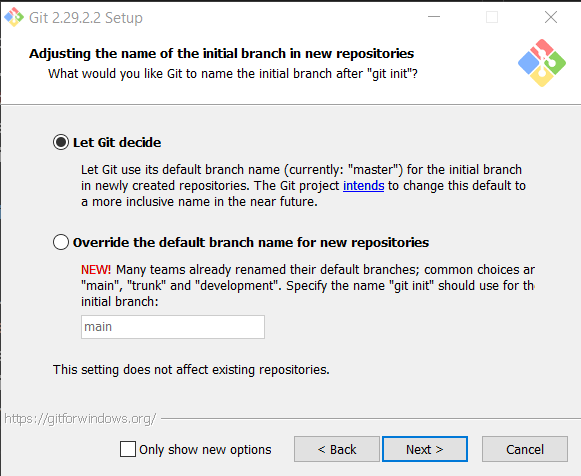 Git 2.29.2.2 Setup
Adjusting the name of the initial branch in new repositories
What would you like Git to name the initial branch after "git init"?
Let Git decide
Let Git use its default branch name (currently: "master") for the initial branch
in newly created repositories. The Git project intends to change this default to
a more inclusive name in the near future.
Override the default branch name for new repositories
NEW! Many teams already renamed their default branches; common choices ar
"main", "trunk" and "development". Specify the name "git init" should use for the
initial branch:
main
This setting does not affect existing repositories.
https://gitforwindows.org/
Only show new options
< Back
Next >
Cancel